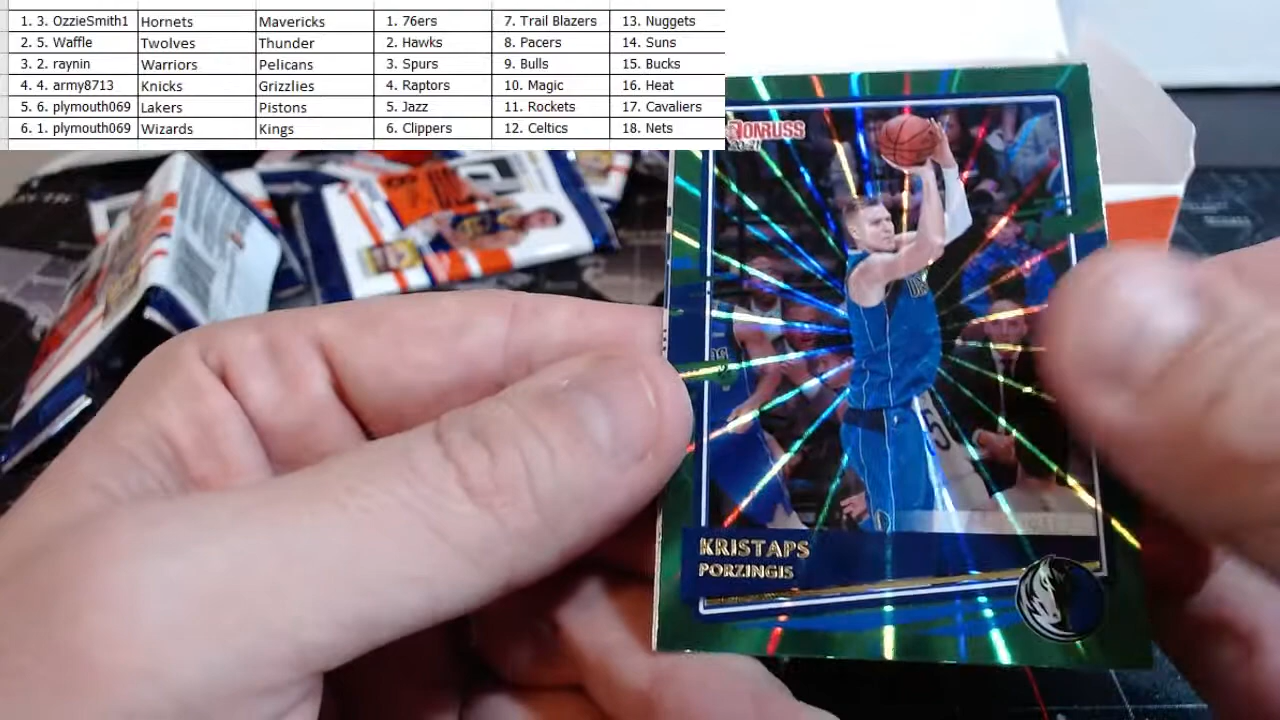 1. 3. OzzieSmith1 Hornets Mavericks 1. 76ers 7. Trail Blazers 13. Nuggets
2. 5. Waffle Twolves Thunder 2. Hawks 8. Pacers 14. Suns
3. 2. raynin Warriors Pelicans 3. Spurs 9. Bulls 15. Bucks
4. 4. army8713 Knicks Grizzlies 4. Raptors 10. Magic 16. Heat
5. 6. plymouth069 Lakers Pistons 5. Jazz 11. Rockets 17. Cavaliers
6. 1. plymouth069 Wizards Kings 6. Clippers 12. Celtics 18. Nets
DONRUSS
KRISTAPS
PORZINGIS